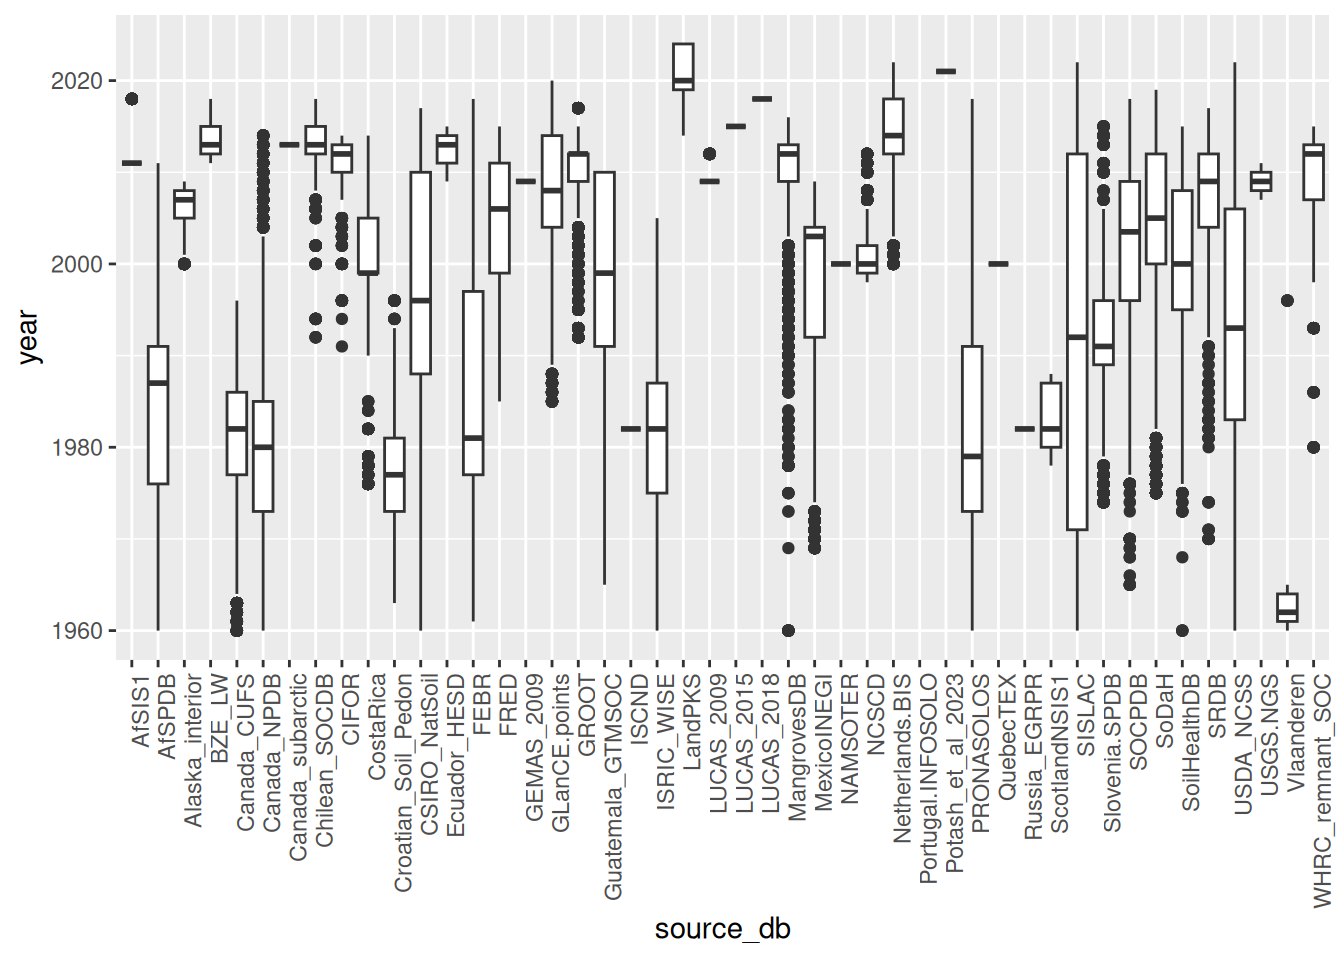 2020
2000
1980
1960
year
AfSIS1
AfSPDB
Alaska_interior
BZE_LW
Canada_CUFS
Canada_NPDB
Canada_subarctic
Chilean_SOCDB
CIFOR
CostaRica
Croatian_Soil_Pedon
CSIRO_NatSoil
Ecuador_HESD
FEBR
FRED
GEMAS_2009
GLanCE.points
GROOT
Guatemala_GTMSOC
ISCND
ISRIC_WISE
LandPKS
LUCAS_2009
LUCAS_2015
LUCAS_2018
MangrovesDB
MexicoINEGI
NAMSOTER
NCSCD
Netherlands.BIS
Portugal.INFOSOLO
Potash_et_al_2023
PRONASOLOS
QuebecTEX
Russia_EGRPR
ScotlandNSIS1
SISLAC
Slovenia.SPDB
SOCPDB
SoDaH
SoilHealthDB
SRDB
USDA_NCSS
USGS.NGS
Vlaanderen
WHRC_remnant_SOC
source_db